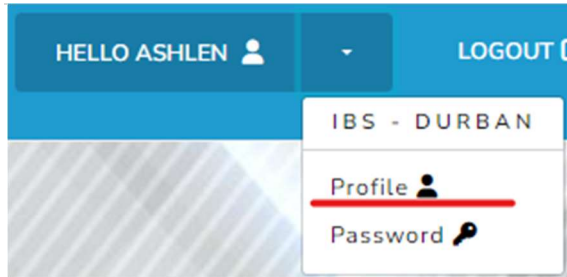 HELLO ASHLEN
LOGOUT
IBS - DURBAN
Profile
Password